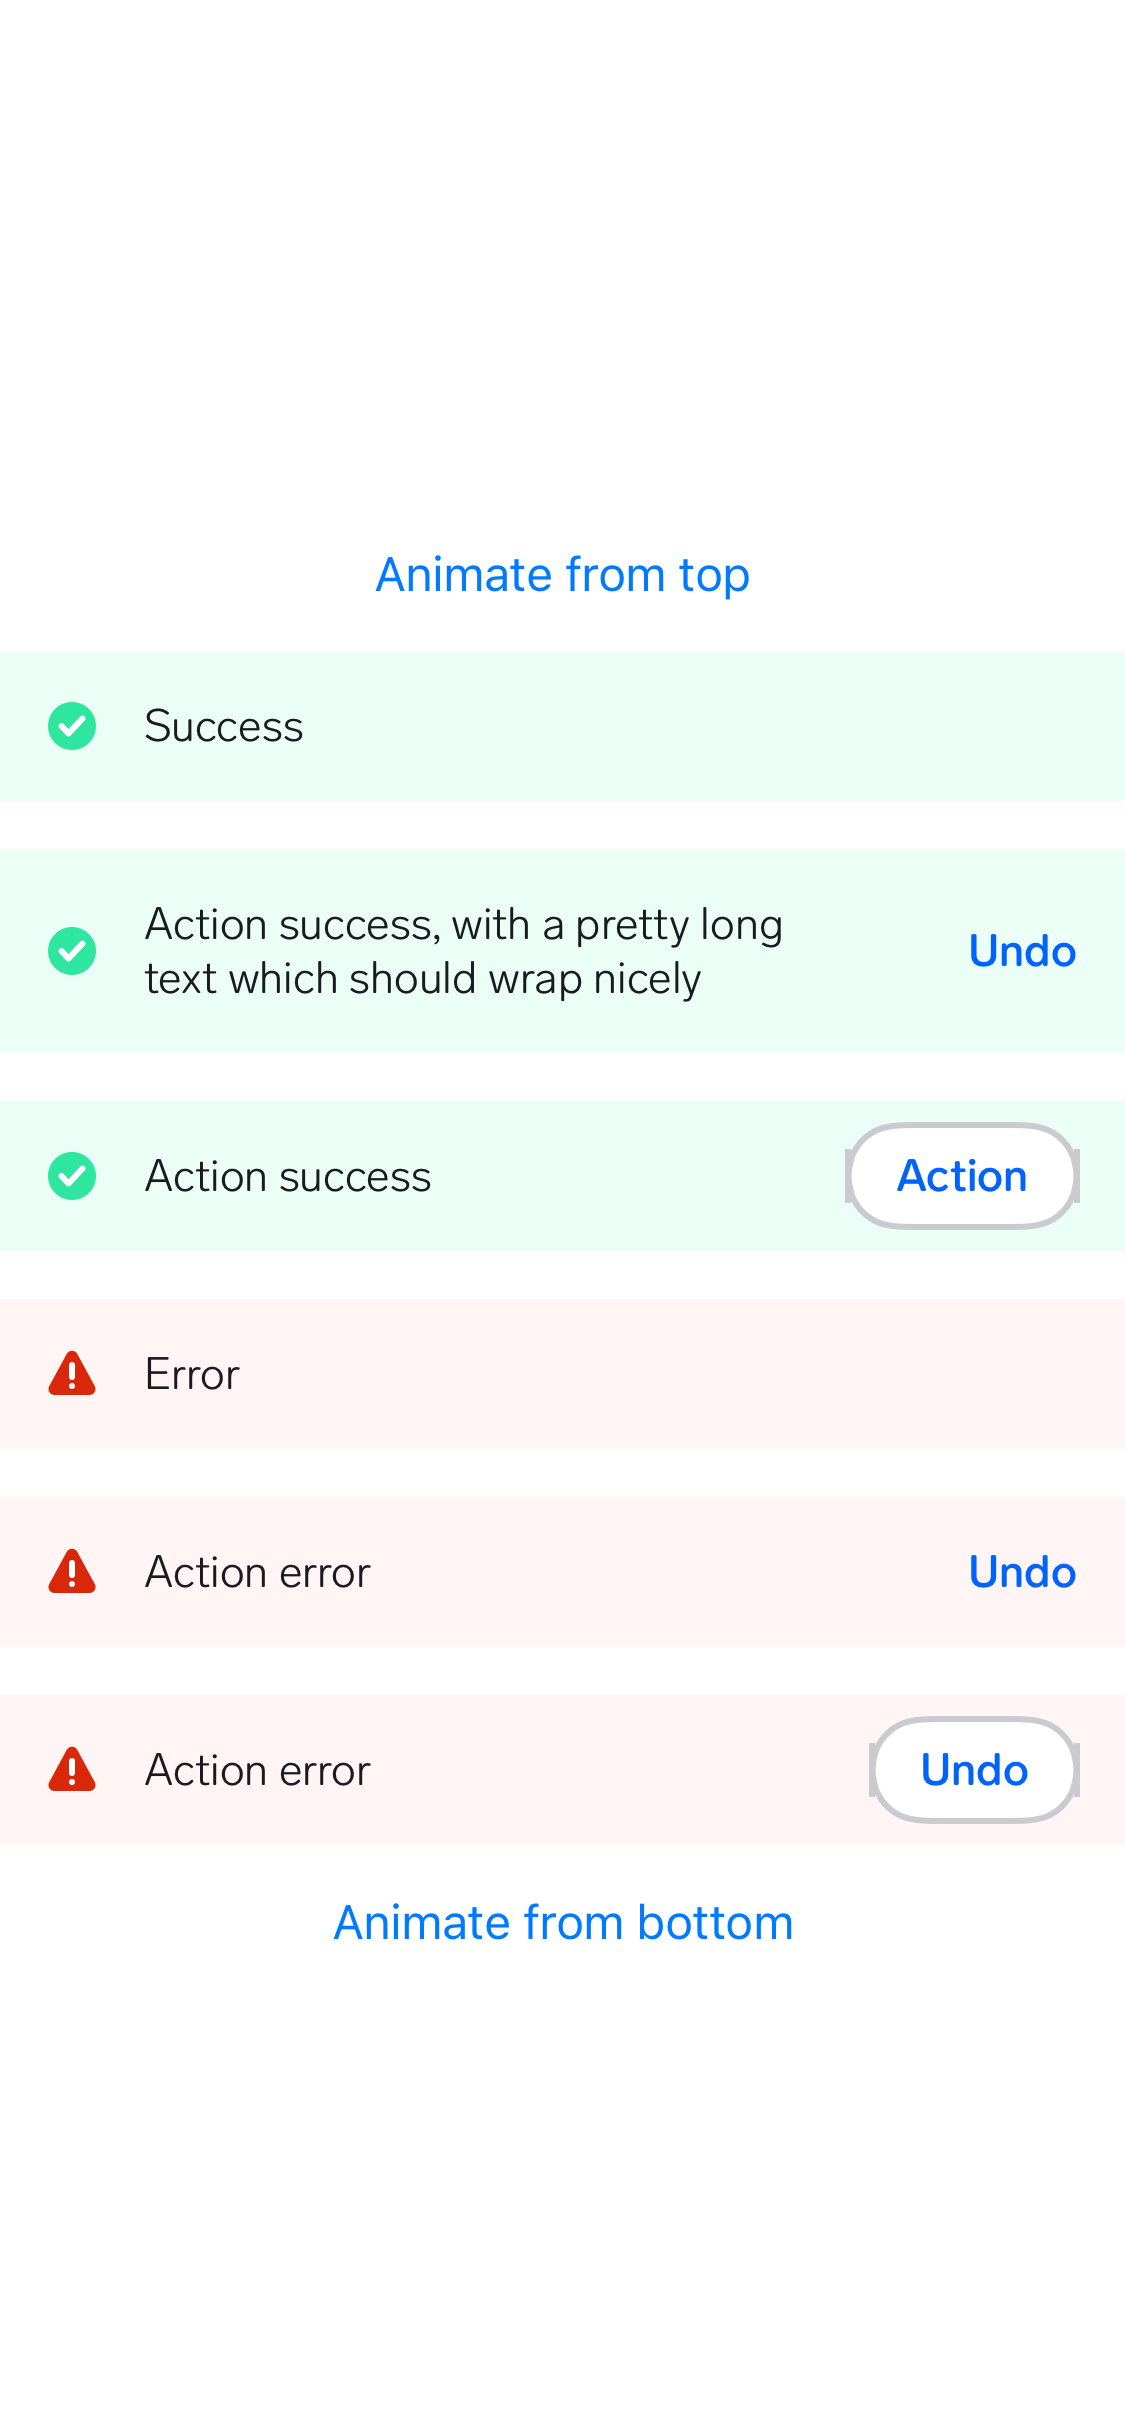 Animate from top
Success
Action success, with a pretty long
text which should wrap nicely
Undo
Action success
Action
Error
Action error
Undo
Action error
Undo
Animate from bottom